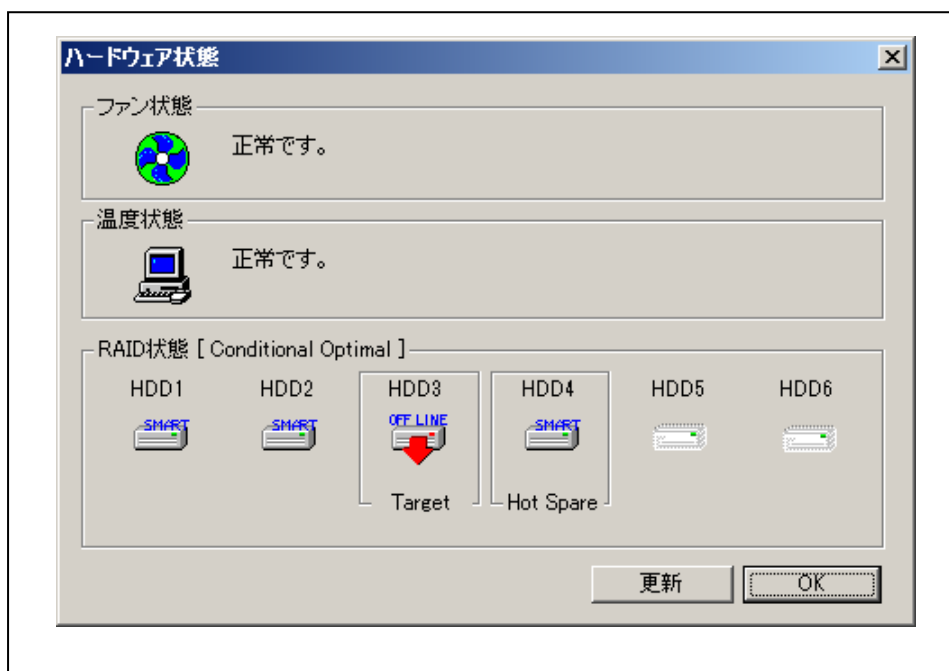 ハードウェア状態
ファン状態
正常です。
温度状態
正常です。
RAID状態 [ Conditional Optimal ]
HDD1 HDD2 HDD3 HDD4 HDD5 HDD6
SMART SMART OFF LINE SMART
Target Hot Spare
更新 OK